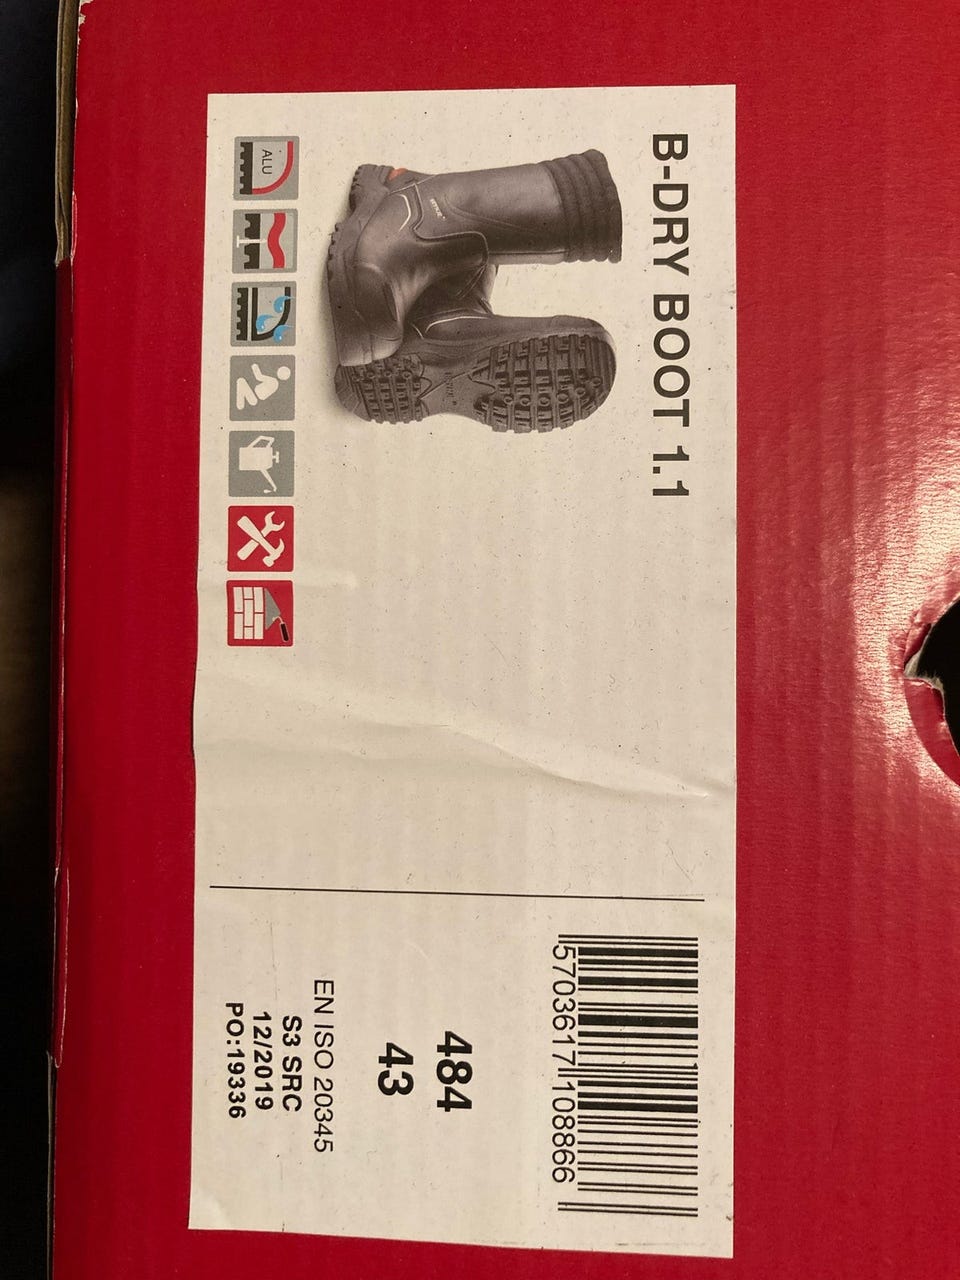 B-DRY BOOT 1.1
ALU
5703617108866
484
43
EN ISO 20345
S3 SRC
12/2019
PO:19336